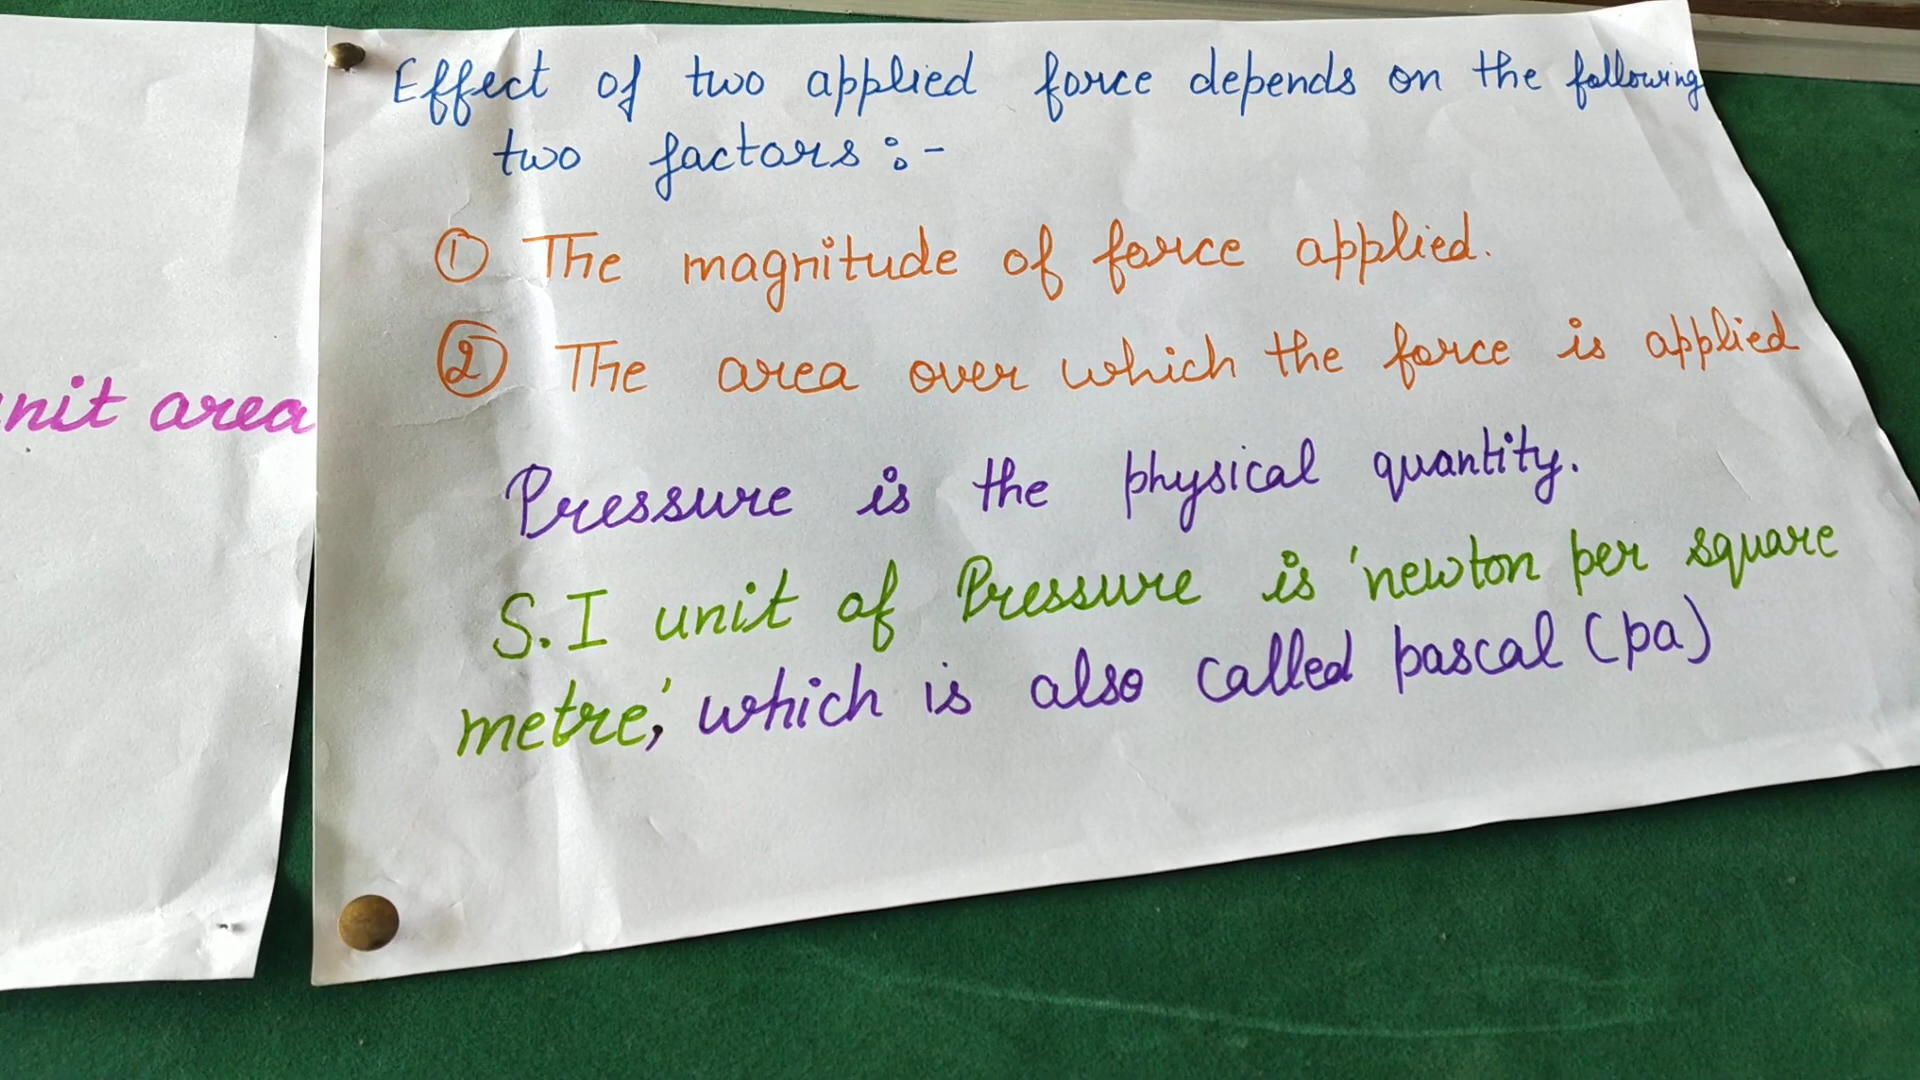 Effect of two applied force depends on the following
two factors :-
① The magnitude of force applied.
② The area over which the force is applied
Pressure is the physical quantity.
S.I unit of Pressure is 'newton per square
metre', which is also called pascal (pa)
unit area